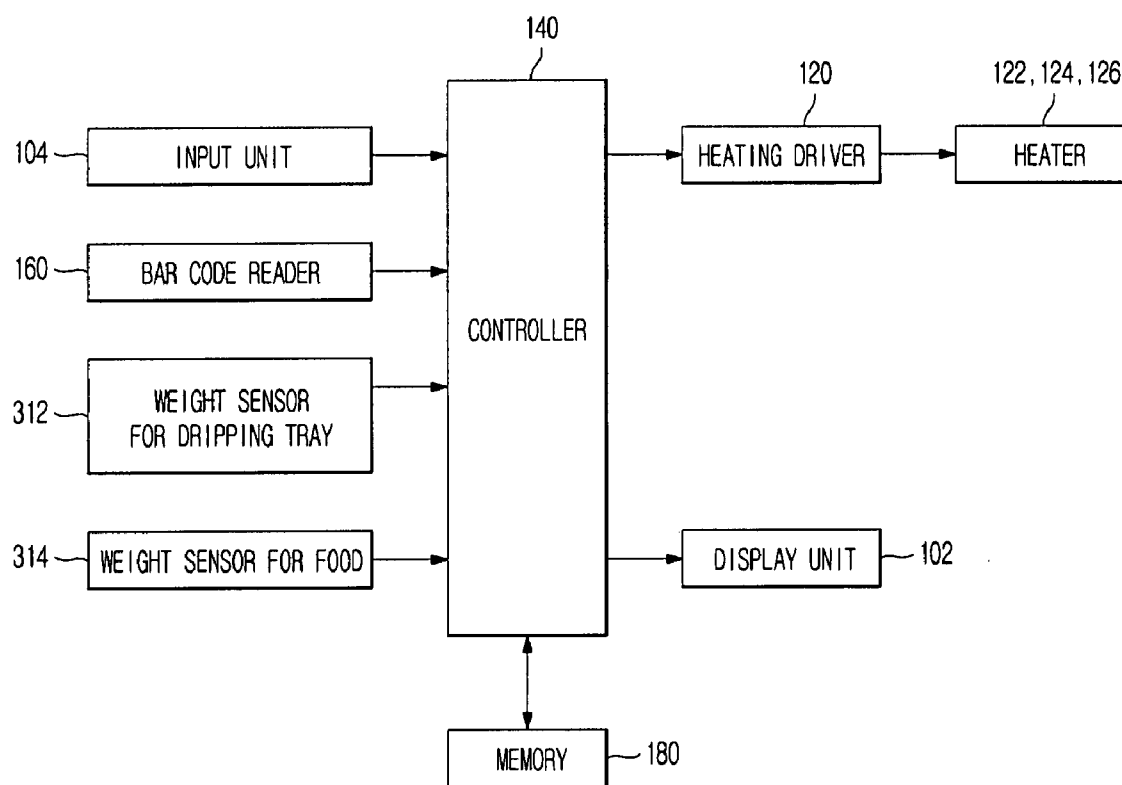 140
120
122, 124, 126
104
INPUT UNIT
HEATING DRIVER
HEATER
160
BAR CODE READER
CONTROLLER
312
WEIGHT SENSOR
FOR DRIPPING TRAY
314
WEIGHT SENSOR FOR FOOD
DISPLAY UNIT
102
MEMORY
180